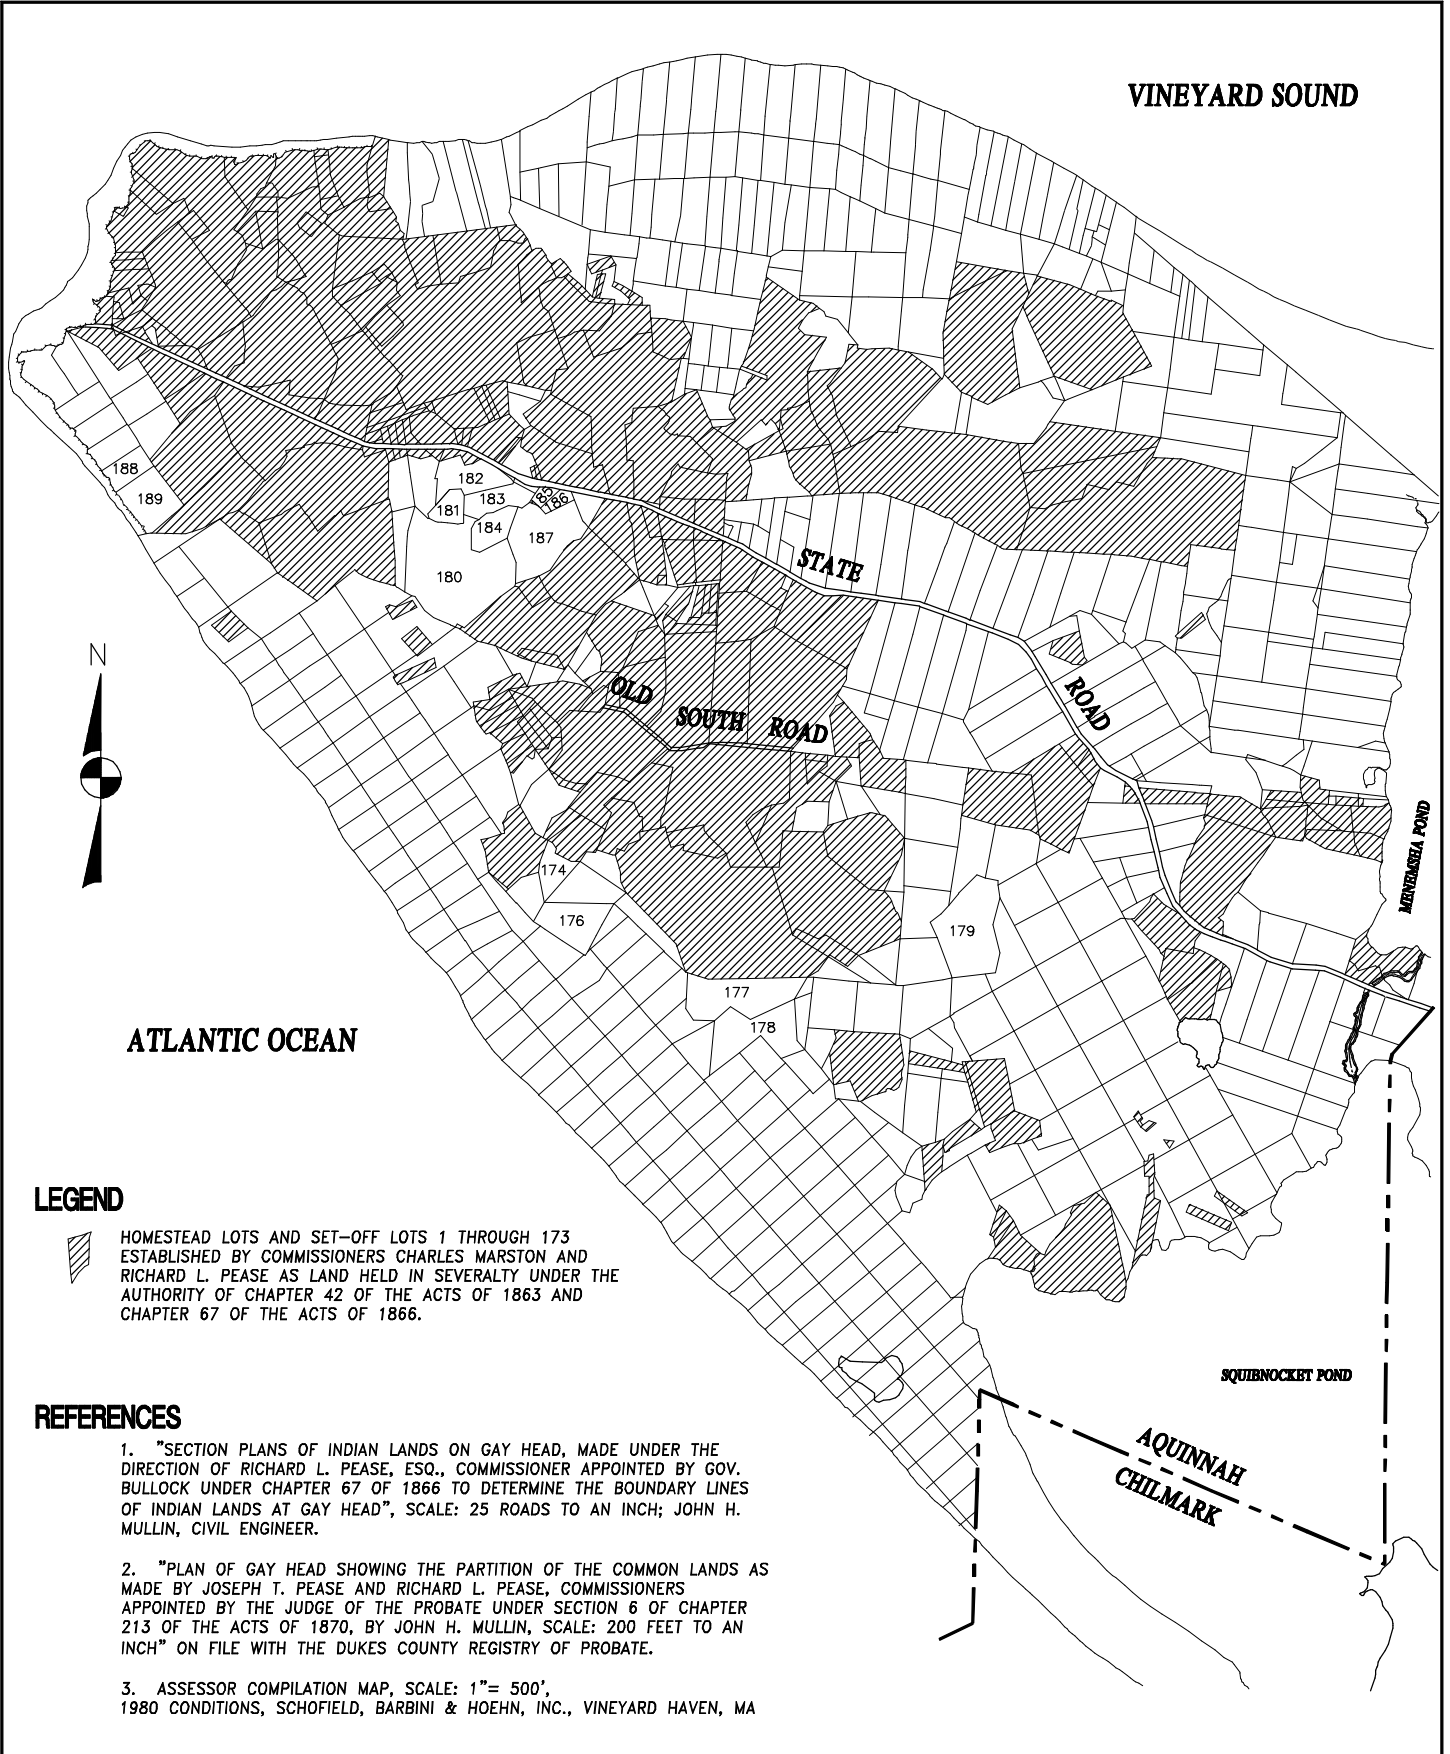 VINEYARD SOUND
188
189
182
181
183
185
186
184
187
180
STATE
ROAD
N
OLD SOUTH ROAD
174
176
179
177
178
MENEMSHA POND
ATLANTIC OCEAN
LEGEND
HOMESTEAD LOTS AND SET-OFF LOTS 1 THROUGH 173
ESTABLISHED BY COMMISSIONERS CHARLES MARSTON AND
RICHARD L. PEASE AS LAND HELD IN SEVERALTY UNDER THE
AUTHORITY OF CHAPTER 42 OF THE ACTS OF 1863 AND
CHAPTER 67 OF THE ACTS OF 1866.
SQUIBNOCKET POND
AQUINNAH
CHILMARK
REFERENCES
1. "SECTION PLANS OF INDIAN LANDS ON GAY HEAD, MADE UNDER THE
DIRECTION OF RICHARD L. PEASE, ESQ., COMMISSIONER APPOINTED BY GOV.
BULLOCK UNDER CHAPTER 67 OF 1866 TO DETERMINE THE BOUNDARY LINES
OF INDIAN LANDS AT GAY HEAD", SCALE: 25 ROADS TO AN INCH; JOHN H.
MULLIN, CIVIL ENGINEER.
2. "PLAN OF GAY HEAD SHOWING THE PARTITION OF THE COMMON LANDS AS
MADE BY JOSEPH T. PEASE AND RICHARD L. PEASE, COMMISSIONERS
APPOINTED BY THE JUDGE OF THE PROBATE UNDER SECTION 6 OF CHAPTER
213 OF THE ACTS OF 1870, BY JOHN H. MULLIN, SCALE: 200 FEET TO AN
INCH" ON FILE WITH THE DUKES COUNTY REGISTRY OF PROBATE.
3. ASSESSOR COMPILATION MAP, SCALE: 1"= 500',
1980 CONDITIONS, SCHOFIELD, BARBINI & HOEHN, INC., VINEYARD HAVEN, MA